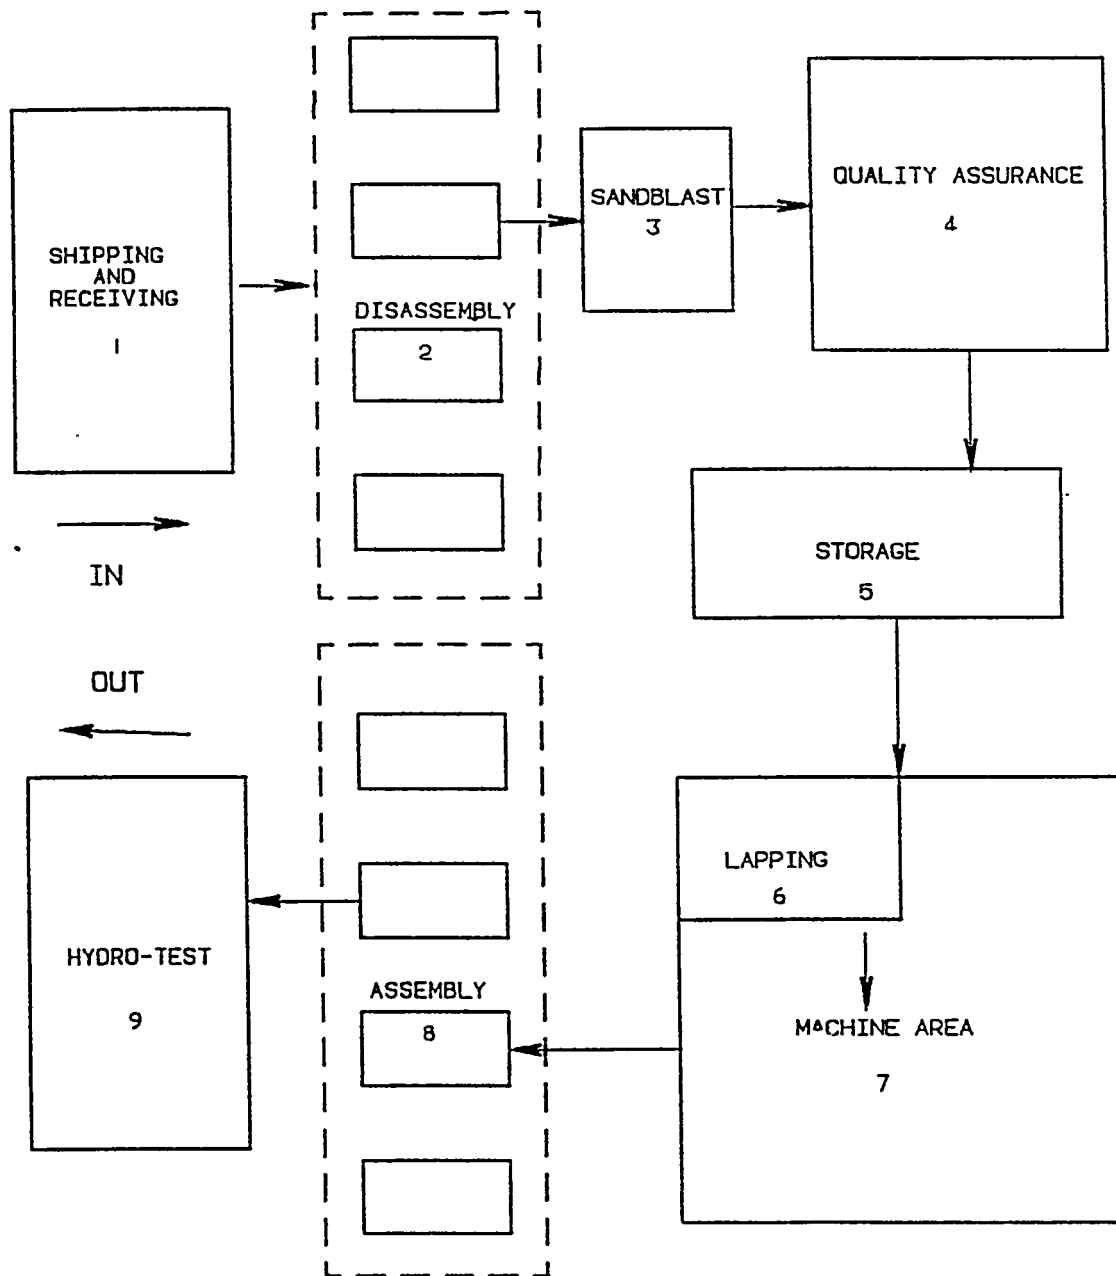 SHIPPING
AND
RECEIVING
1
IN
DISASSEMBLY
2
SANDBLAST
3
QUALITY ASSURANCE
4
STORAGE
5
LAPPING
6
MACHINE AREA
7
ASSEMBLY
8
OUT
HYDRO-TEST
9